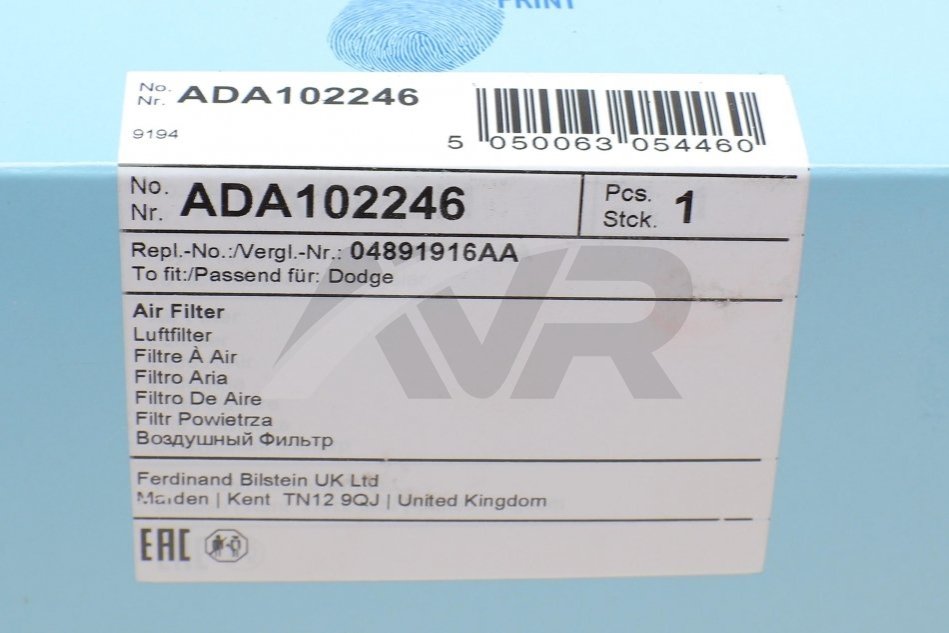 PRINT
No.
Nr. ADA102246
9194
5 050063 054460
No.
Nr. ADA102246
Pcs.
Stck. 1
Repl.-No.:/Vergl.-Nr.: 04891916AA
To fit:/Passend für: Dodge
Air Filter
Luftfilter
Filtre À Air
Filtro Aria
Filtro De Aire
Filtr Powietrza
Воздушный Фильтр
Ferdinand Bilstein UK Ltd
| Kent TN12 9QJ | United Kingdom
EAC
AVR